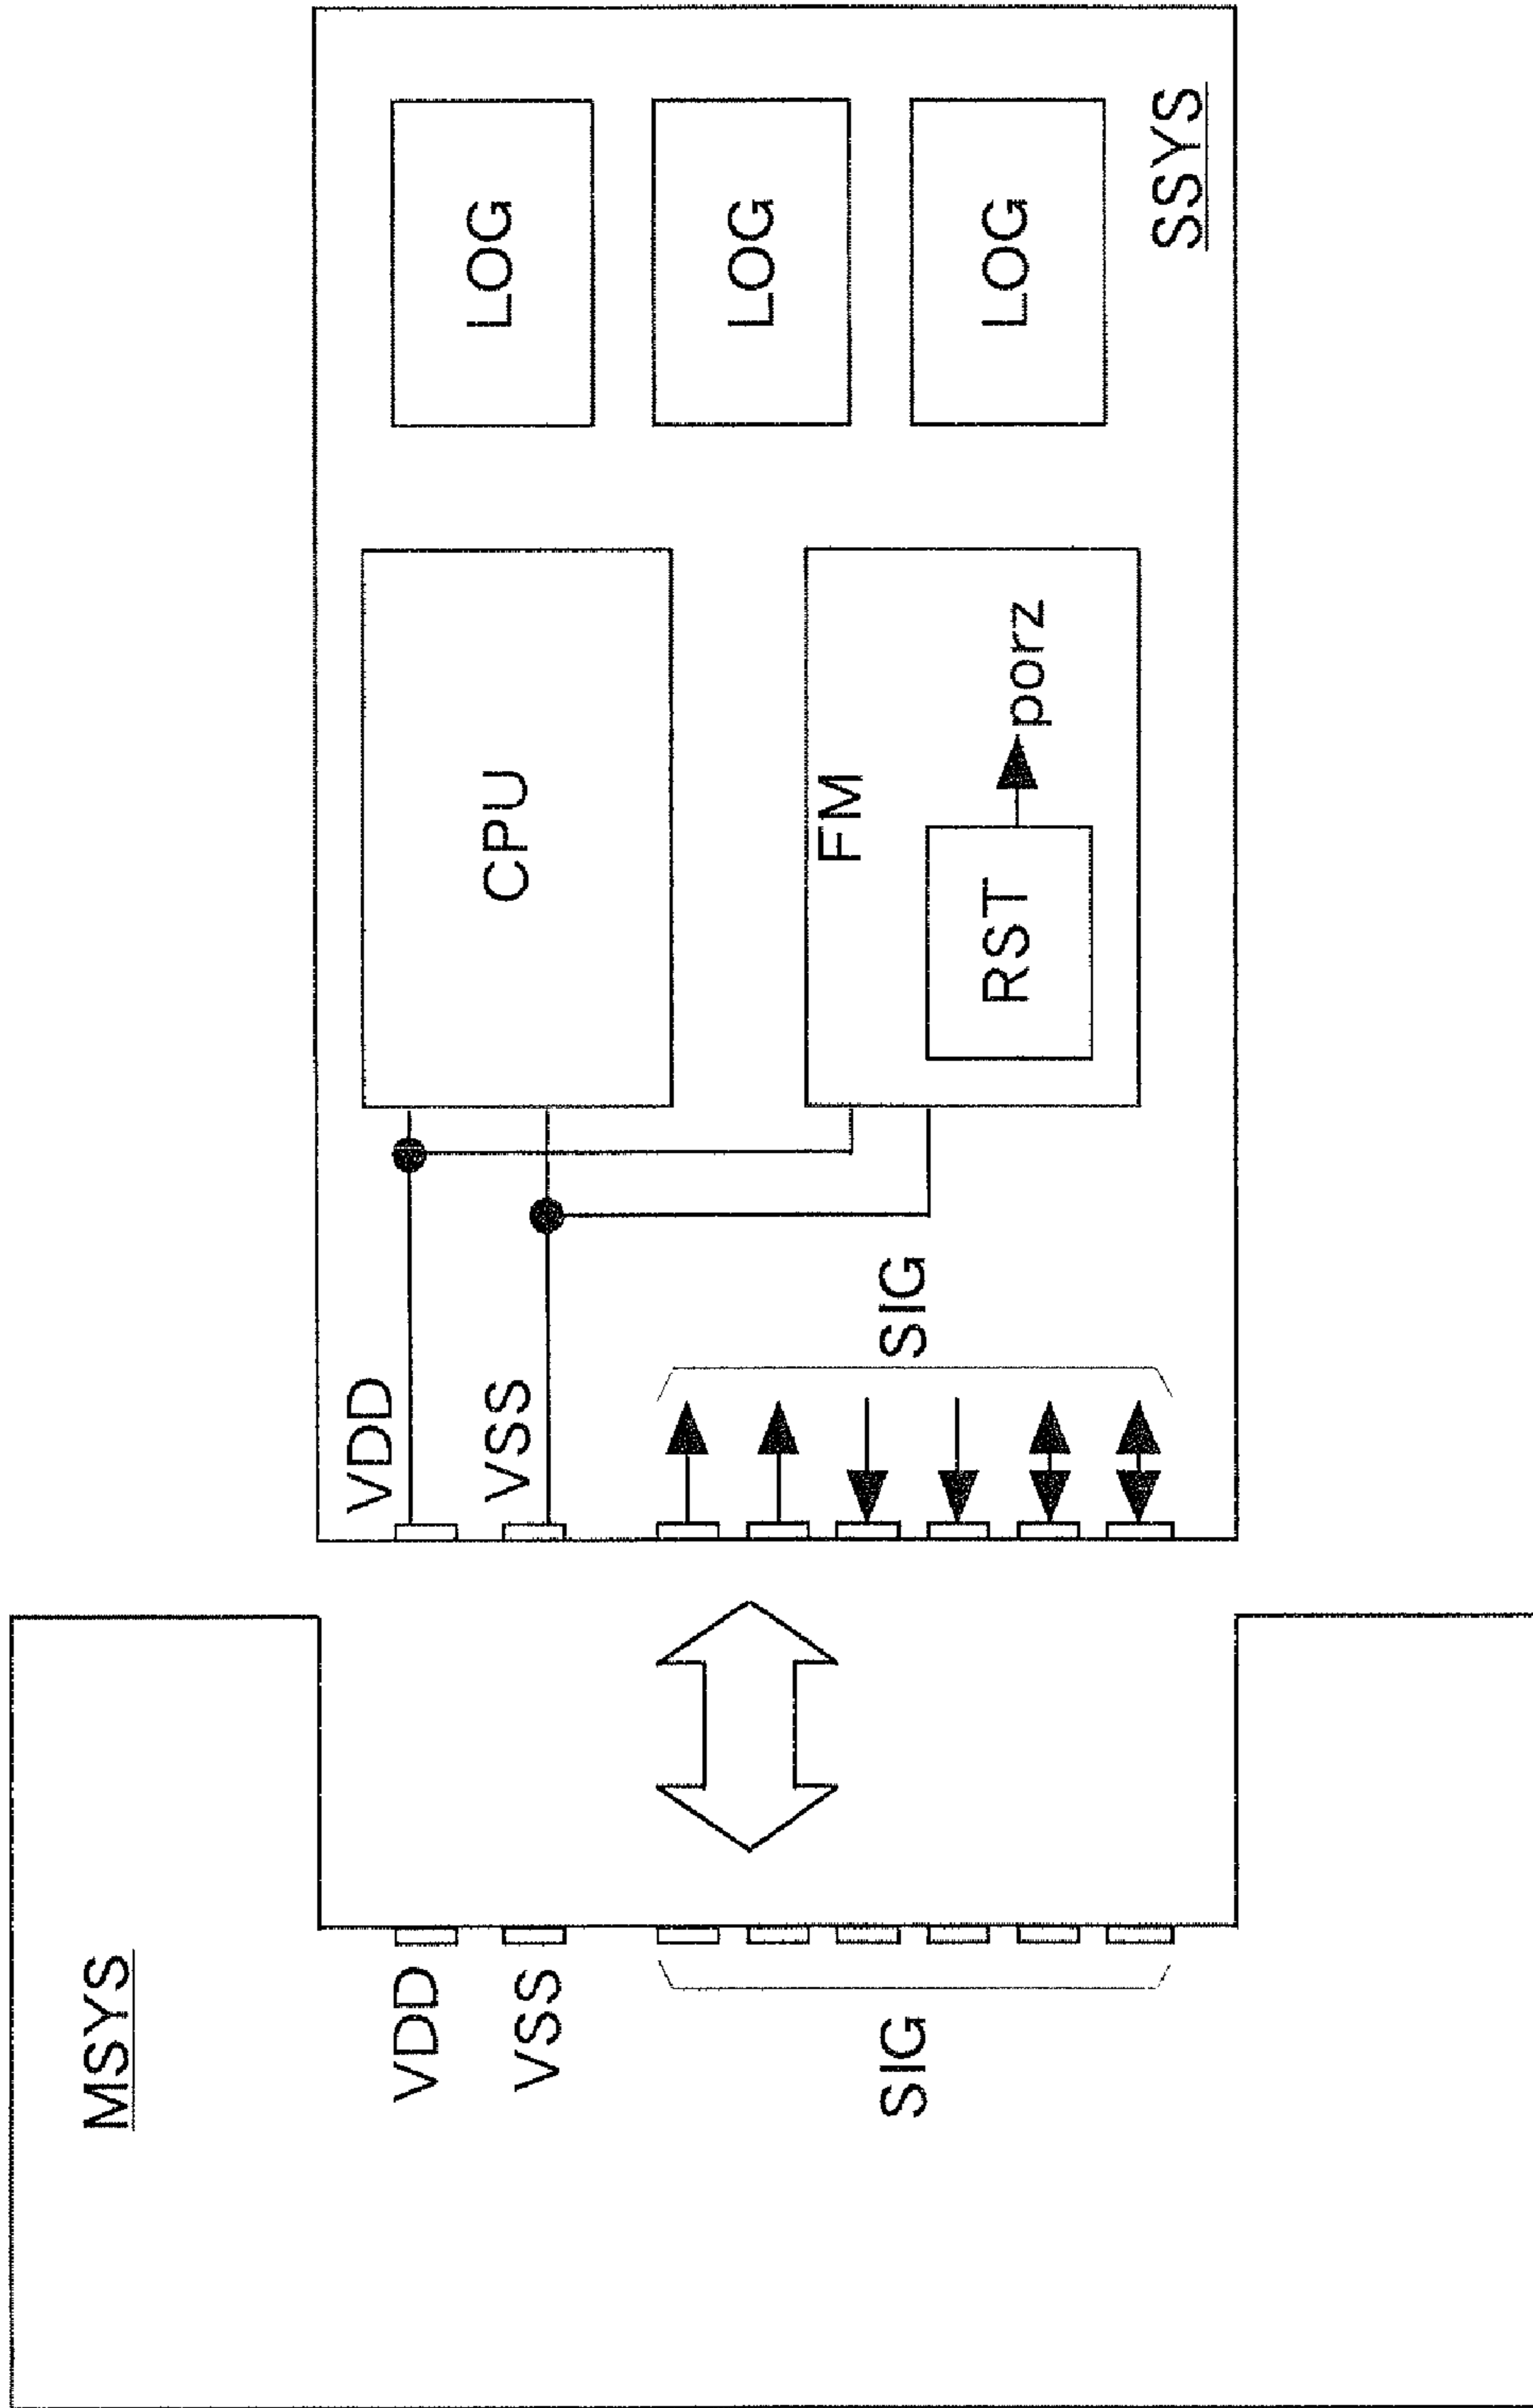 MSYS
VDD
VSS
SIG
VDD
VSS
SIG
CPU
FM
RST
porz
LOG
LOG
LOG
SSYS